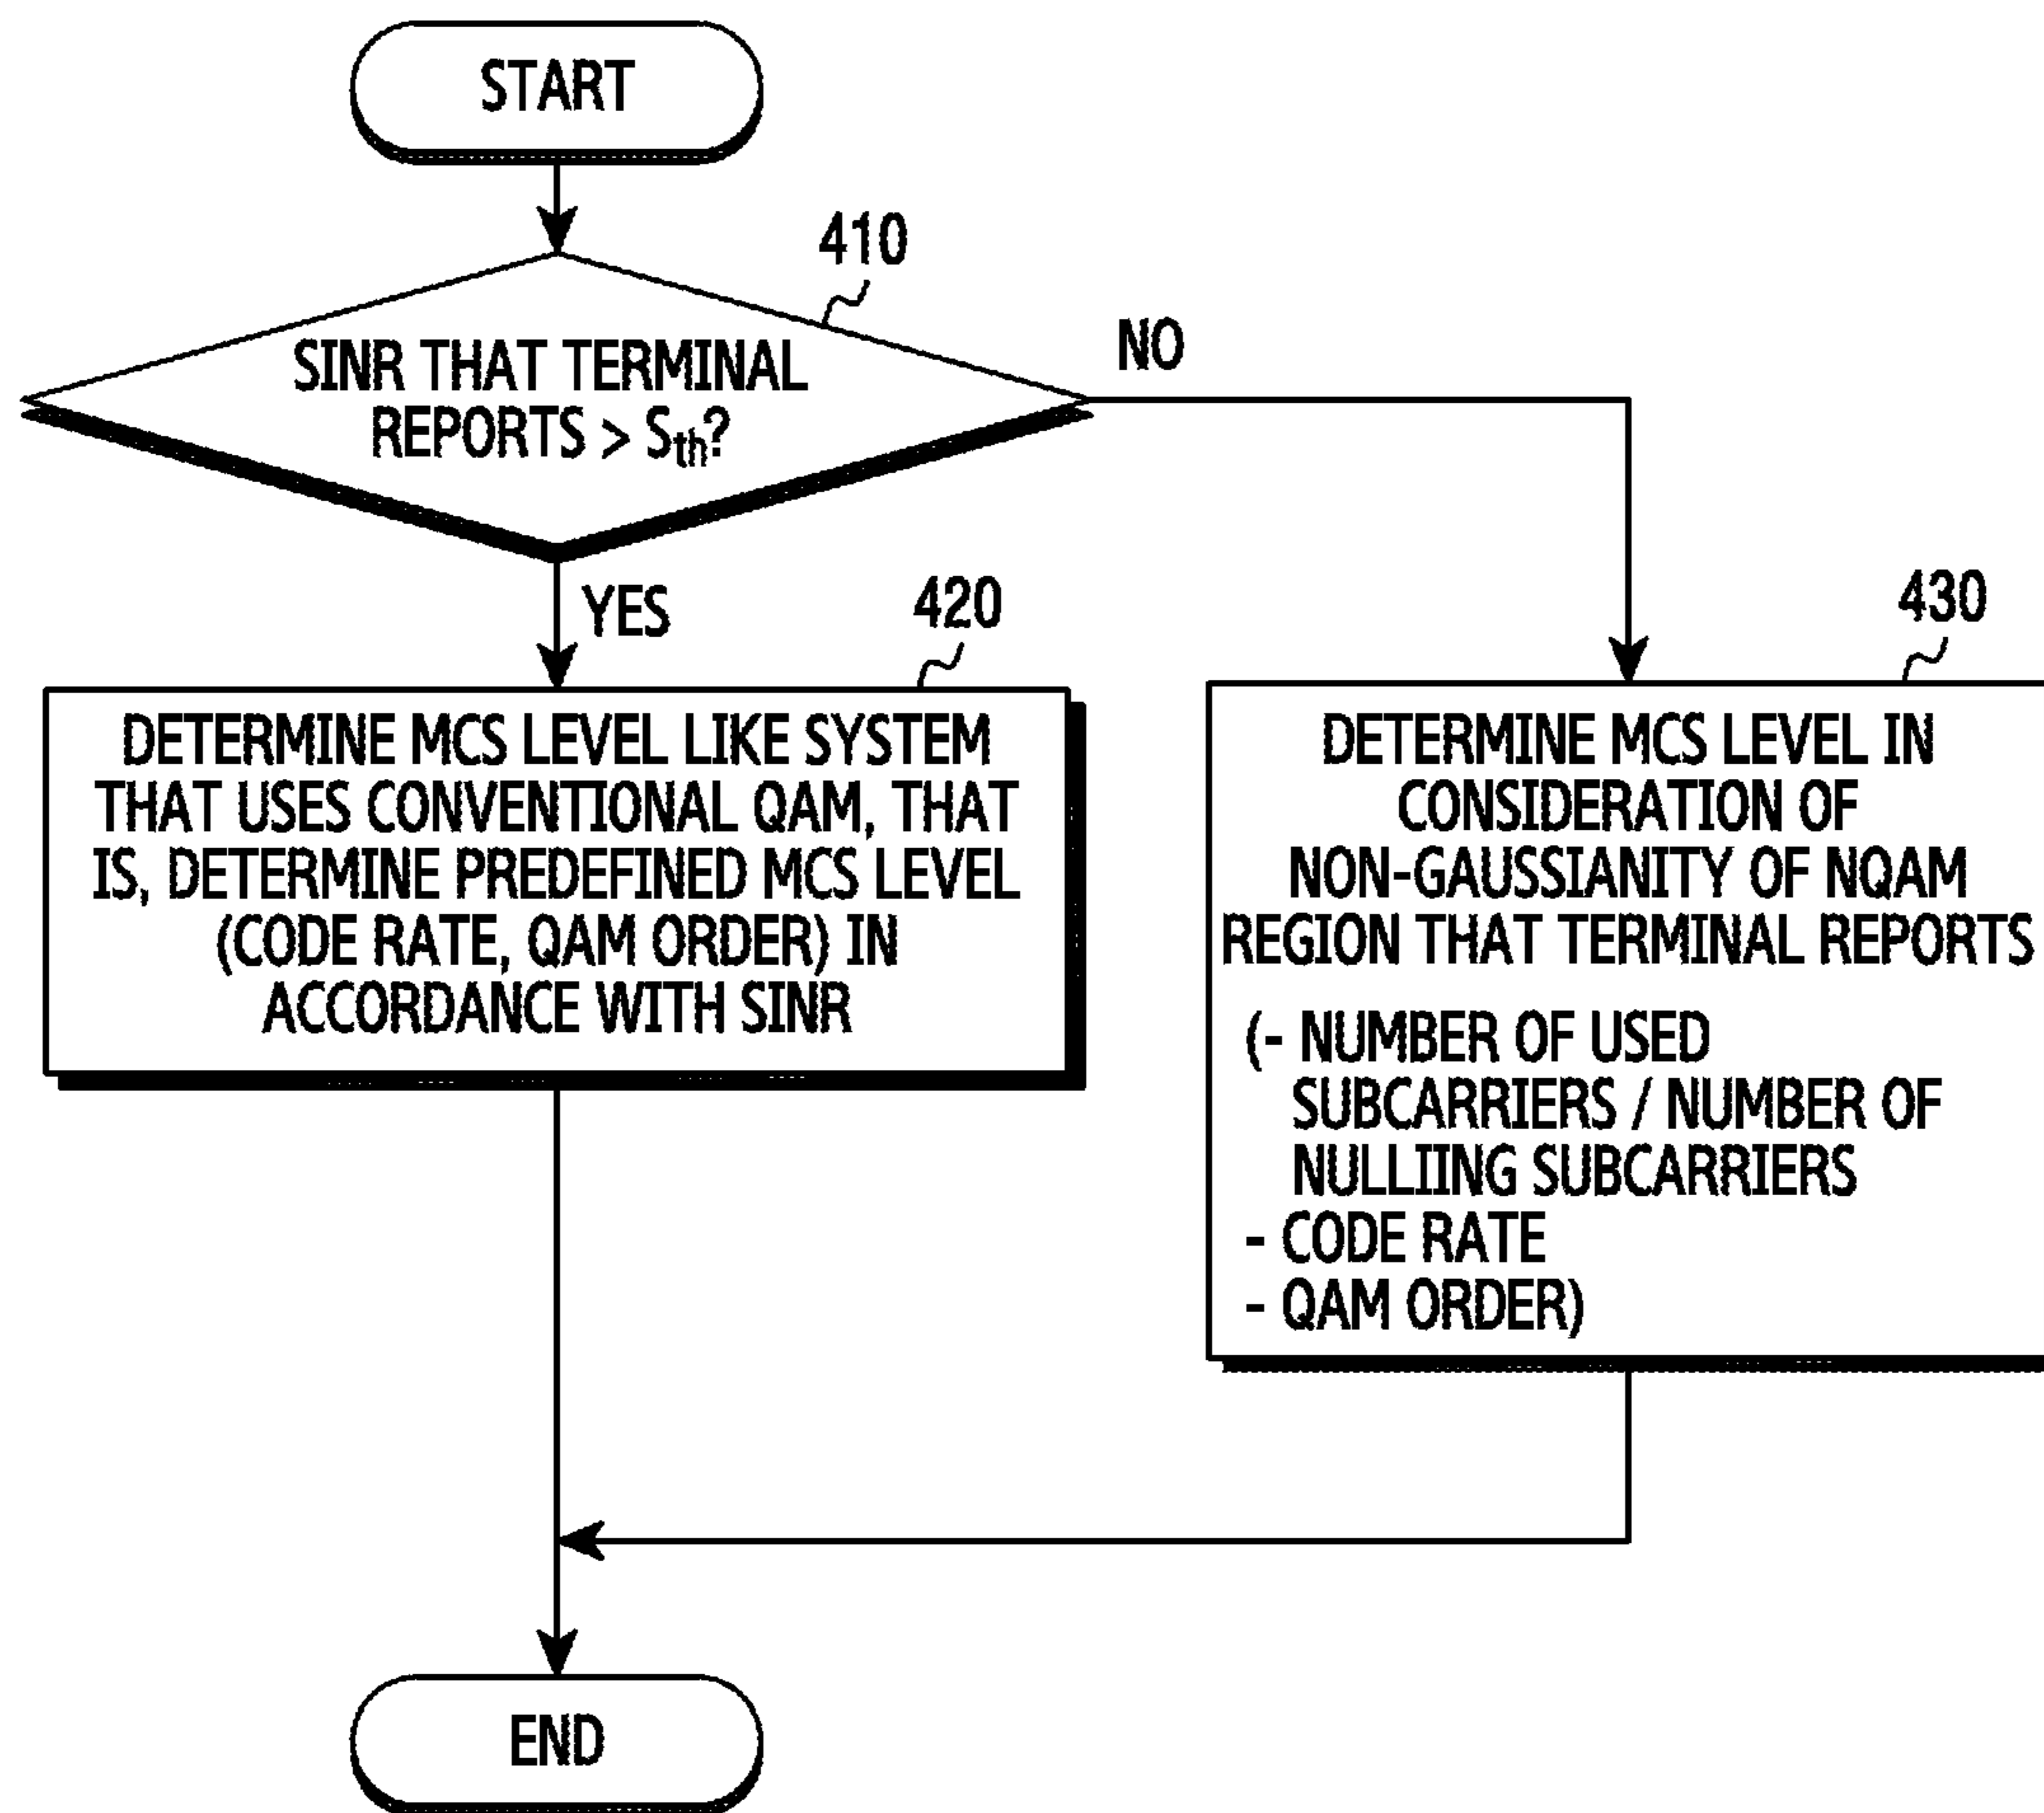 START
410
SINR THAT TERMINAL
REPORTS > Sth?
NO
YES
420
DETERMINE MCS LEVEL LIKE SYSTEM
THAT USES CONVENTIONAL QAM, THAT
IS, DETERMINE PREDEFINED MCS LEVEL
(CODE RATE, QAM ORDER) IN
ACCORDANCE WITH SINR
430
DETERMINE MCS LEVEL IN
CONSIDERATION OF
NON-GAUSSIANITY OF NQAM
REGION THAT TERMINAL REPORTS
(- NUMBER OF USED
SUBCARRIERS / NUMBER OF
NULLIING SUBCARRIERS
- CODE RATE
- QAM ORDER)
END